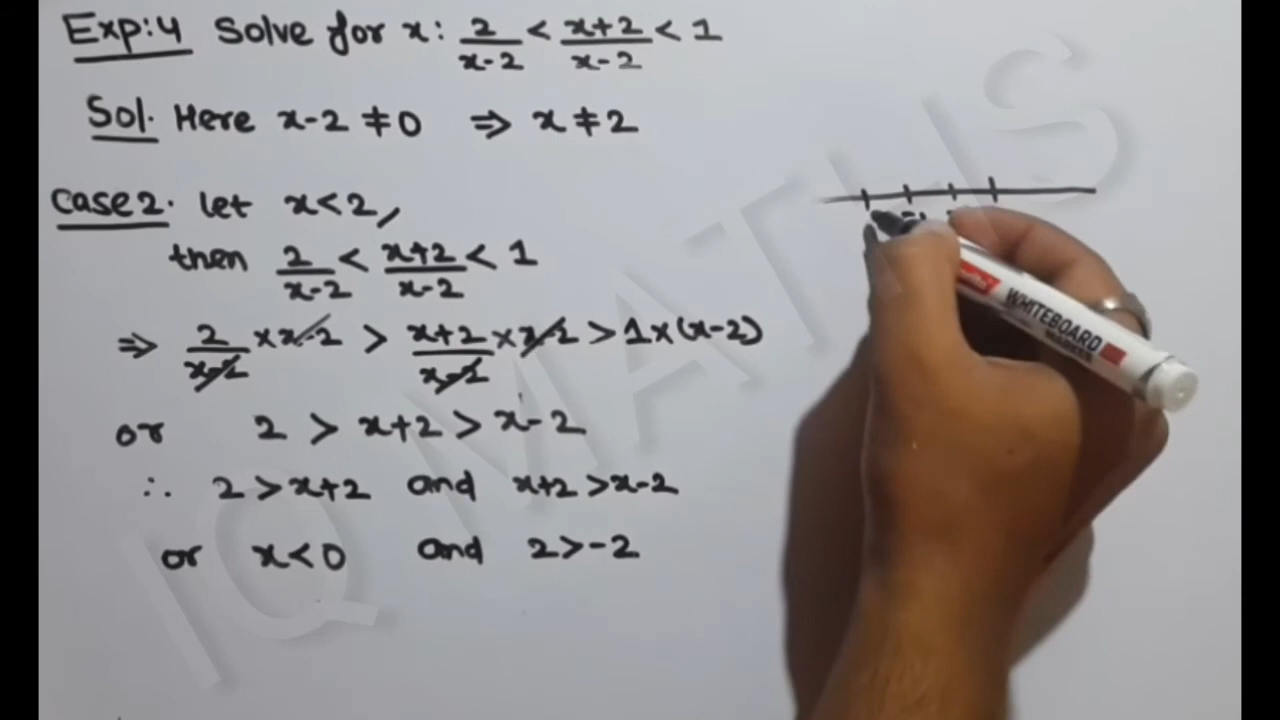 Exp:4 Solve for x: 2/(x-2) < (x+2)/(x-2) < 1
Sol. Here x-2 ≠ 0 ⇒ x ≠ 2
Case 2. let x<2,
then 2/(x-2) < (x+2)/(x-2) < 1
⇒ 2/(x-2) × x-2 > (x+2)/(x-2) × x-2 > 1×(x-2)
or 2 > x+2 > x-2
∴ 2 > x+2 and x+2 > x-2
or x<0 and 2>-2
WHITEBOARD
MARKER
IQ MATHS